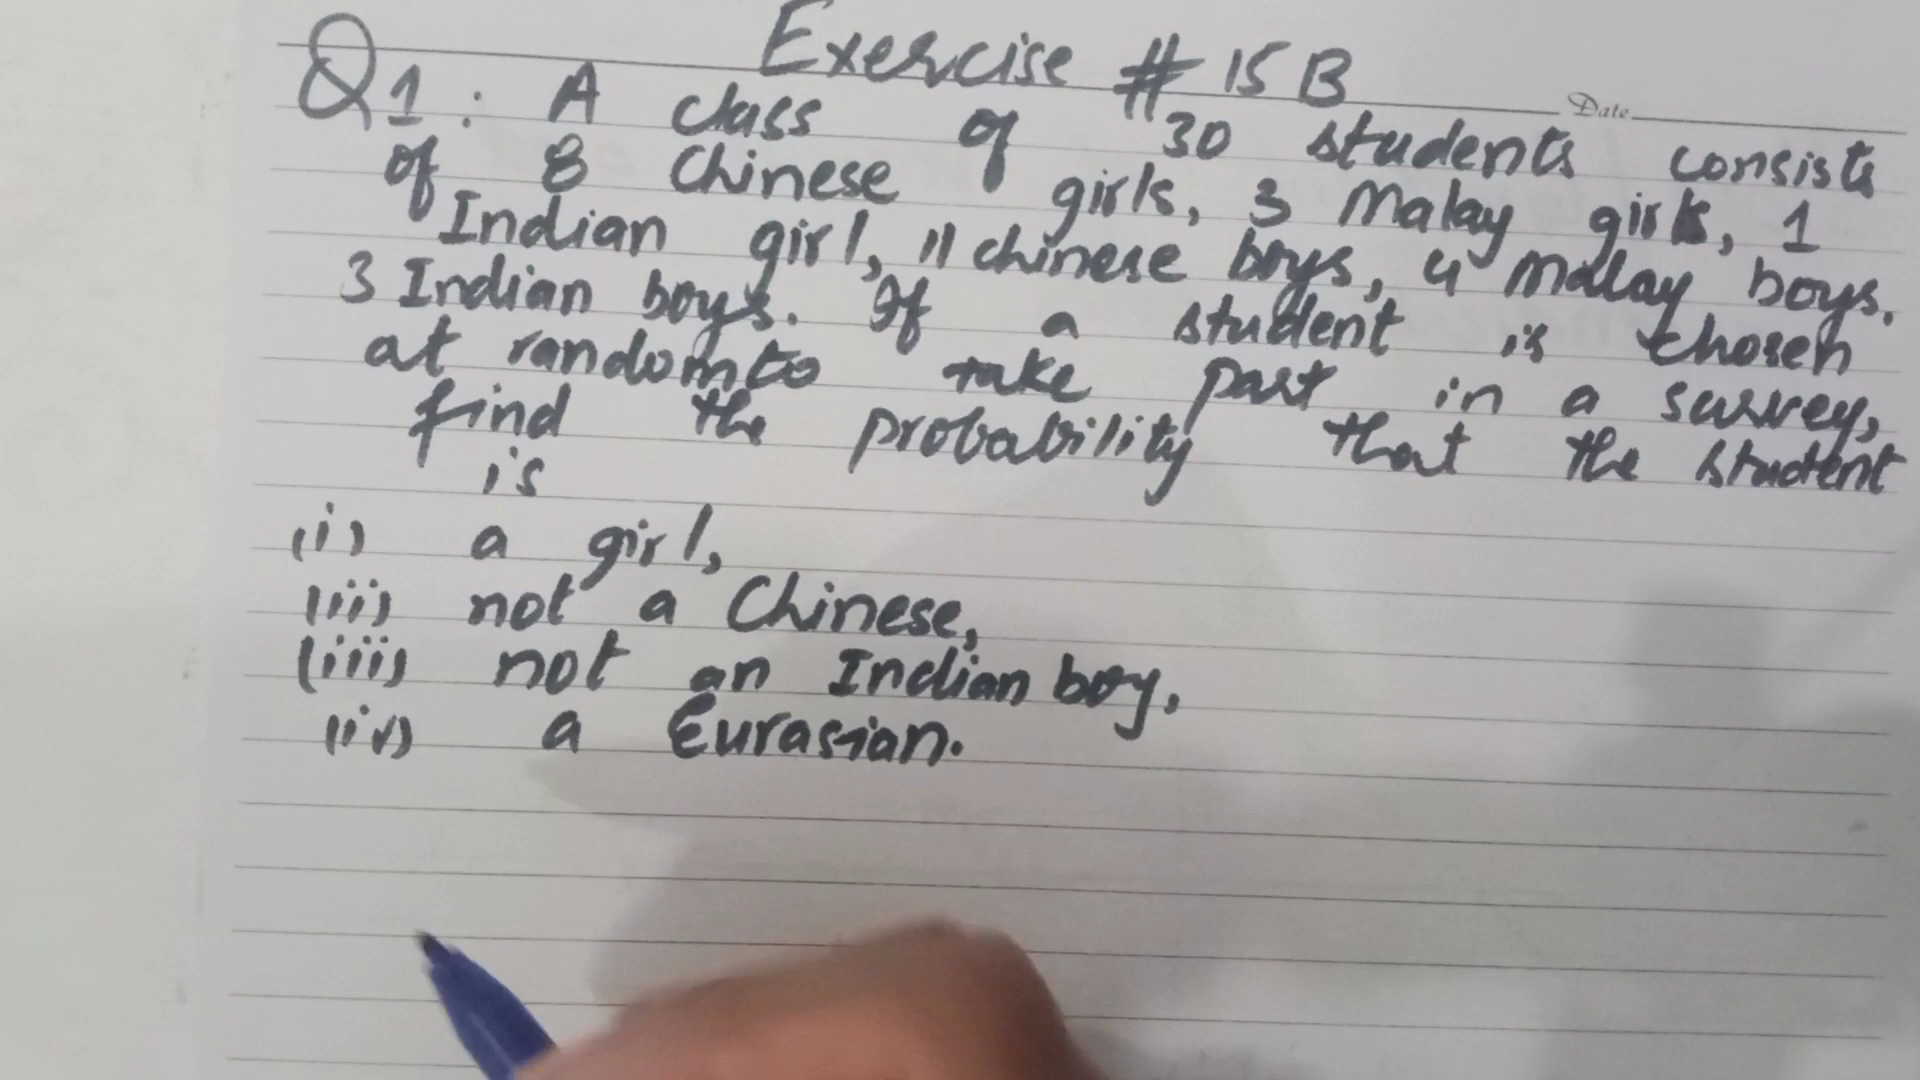 Exercise # 15 B
Date
Q1: A class of 30 students consists
of 8 Chinese girls, 3 Malay girls, 1
Indian girl, 11 chinese boys, 4 Malay boys.
3 Indian boys. If a student is chosen
at random to take part in a survey,
find the probability that the student
is
(i) a girl,
(ii) not a Chinese,
(iii) not an Indian boy,
(iv) a Eurasian.